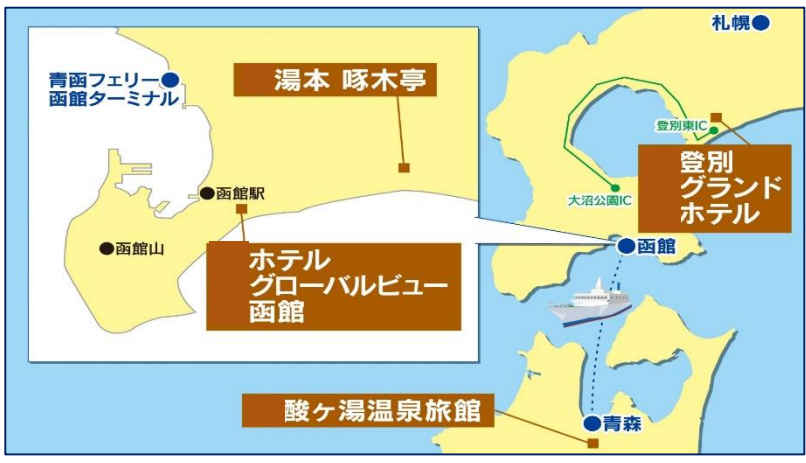 札幌
青函フェリー
函館ターミナル
湯本 啄木亭
登別東IC
登別
グランド
ホテル
大沼公園IC
函館駅
函館山
函館
ホテル
グローバルビュー
函館
酸ヶ湯温泉旅館
青森